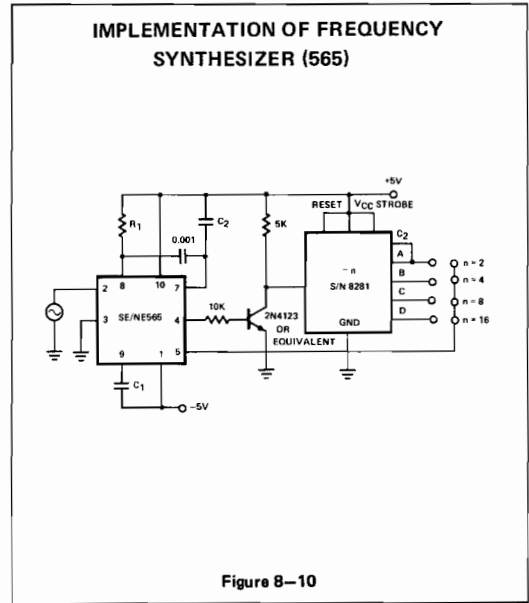 IMPLEMENTATION OF FREQUENCY
SYNTHESIZER (565)
+5V
RESET
VCC STROBE
R1
C2
0.001
5K
C2
A
n = 2
B
n = 4
÷ n
S/N 8281
C
n = 8
D
n = 16
GND
8
10
7
2
3
SE/NE565
4
10K
2N4123
OR
EQUIVALENT
9
1
5
C1
−5V
Figure 8–10